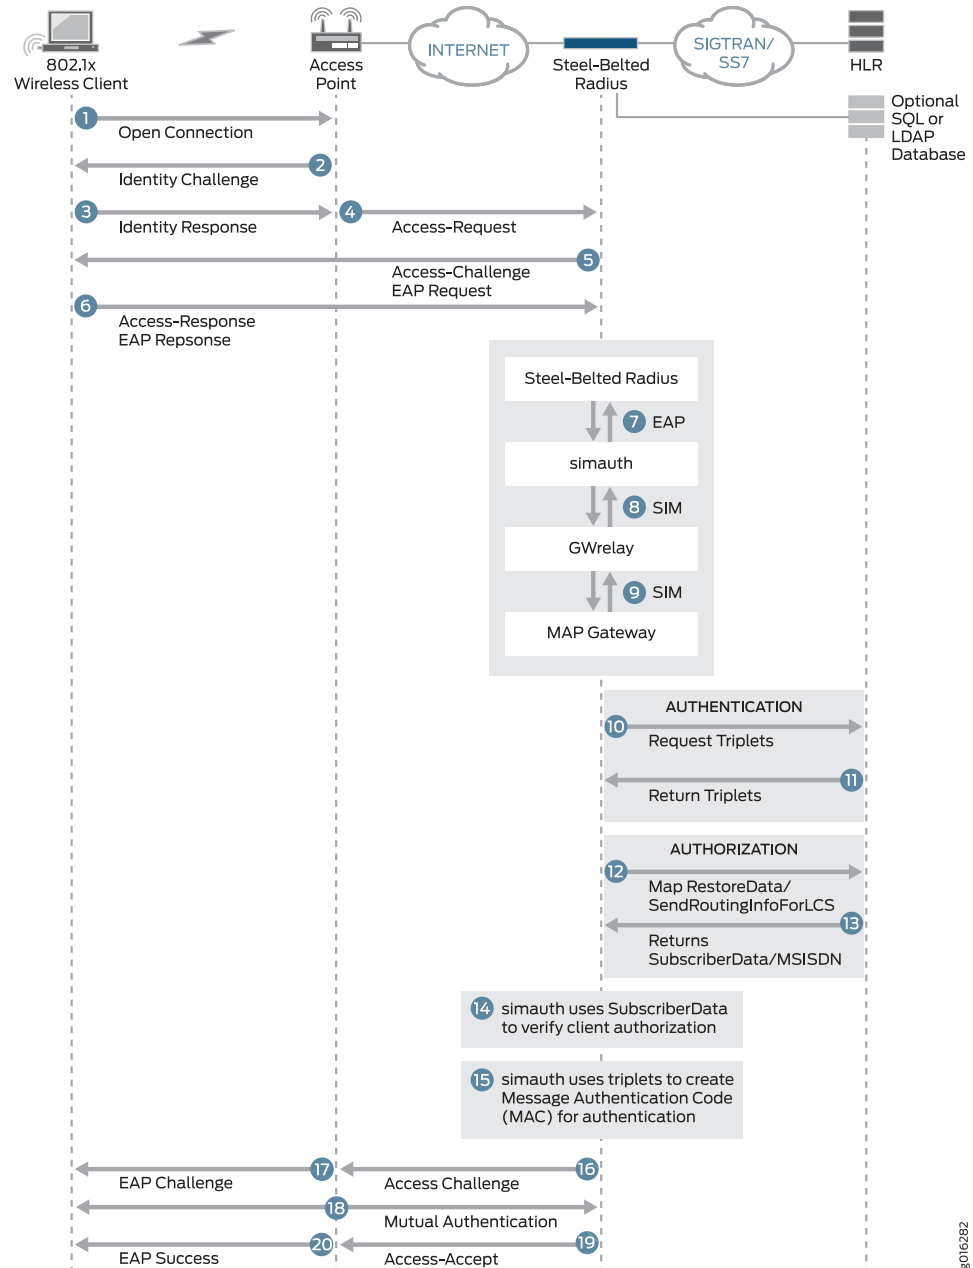 INTERNET
SIGTRAN/
SS7
802.1x
Wireless Client
Access
Point
Steel-Belted
Radius
HLR
Optional
SQL or
LDAP
Database
1
Open Connection
2
Identity Challenge
3
Identity Response
4
Access-Request
5
Access-Challenge
EAP Request
6
Access-Response
EAP Repsonse
Steel-Belted Radius
7 EAP
simauth
8 SIM
GWrelay
9 SIM
MAP Gateway
AUTHENTICATION
10
Request Triplets
11
Return Triplets
AUTHORIZATION
12
Map RestoreData/
SendRoutingInfoForLCS
13
Returns
SubscriberData/MSISDN
14 simauth uses SubscriberData
to verify client authorization
15 simauth uses triplets to create
Message Authentication Code
(MAC) for authentication
16
Access Challenge
17
EAP Challenge
18
Mutual Authentication
19
Access-Accept
20
EAP Success
g016282